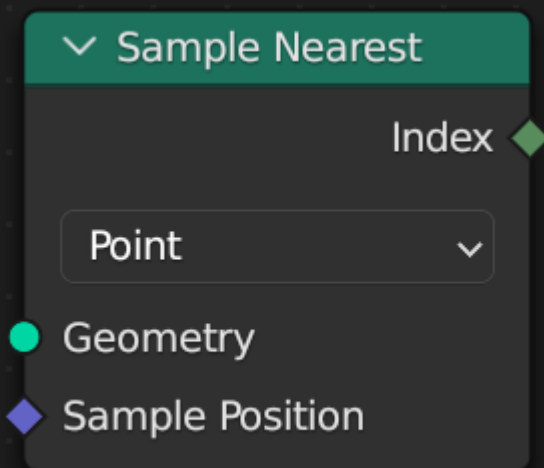 Sample Nearest
Index
Point
Geometry
Sample Position